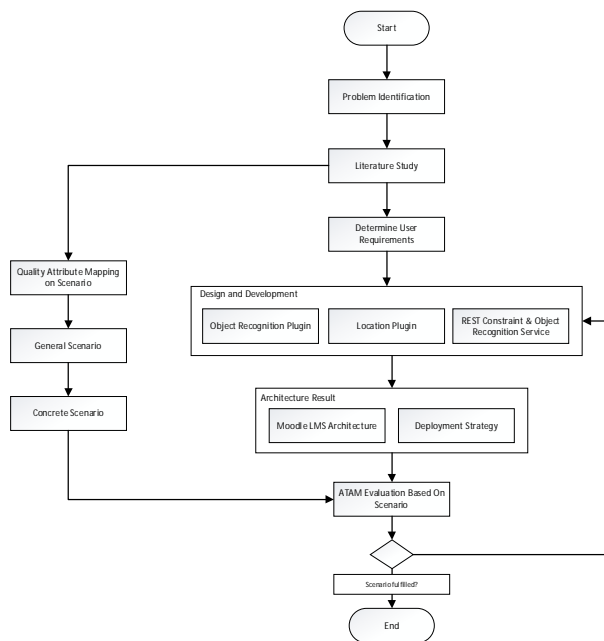 Start
Problem Identification
Literature Study
Determine User
Requirements
Quality Attribute Mapping
on Scenario
General Scenario
Concrete Scenario
Design and Development
Object Recognition Plugin
Location Plugin
REST Constraint & Object
Recognition Service
Architecture Result
Moodle LMS Architecture
Deployment Strategy
ATAM Evaluation Based On
Scenario
Scenario fulfilled?
End